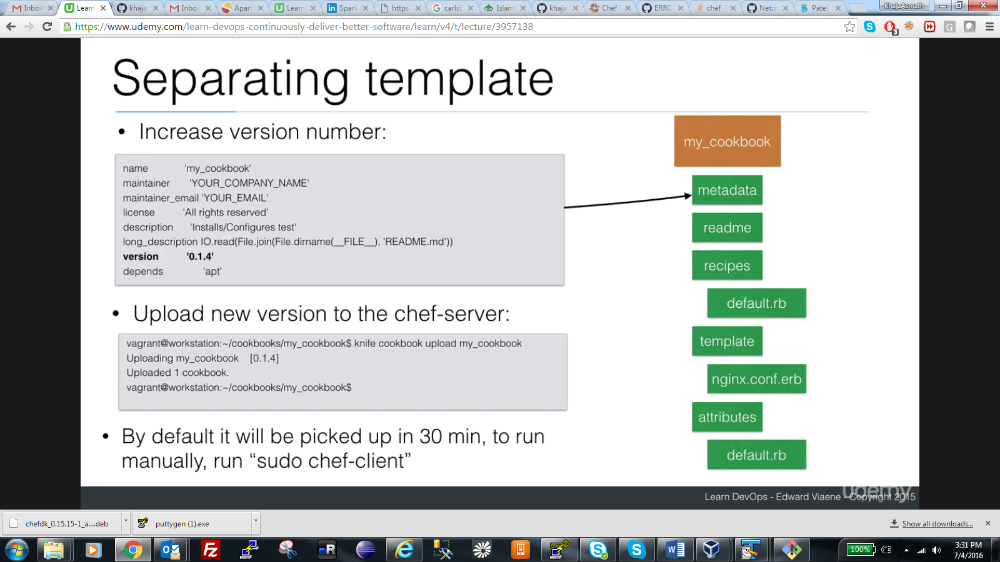 Inbox
Learn
khaja
Inbox
Apart
Learn
Spark
https:
carlsb
Islam
khaja
Chef
ERRO
chef
Net::
Patel
KhajaAsmath
https://www.udemy.com/learn-devops-continuously-deliver-better-software/learn/v4/t/lecture/3957138
3
G
Separating template
• Increase version number:
name 'my_cookbook'
maintainer 'YOUR_COMPANY_NAME'
maintainer_email 'YOUR_EMAIL'
license 'All rights reserved'
description 'Installs/Configures test'
long_description IO.read(File.join(File.dirname(__FILE__), 'README.md'))
version '0.1.4'
depends 'apt'
• Upload new version to the chef-server:
vagrant@workstation:~/cookbooks/my_cookbook$ knife cookbook upload my_cookbook
Uploading my_cookbook [0.1.4]
Uploaded 1 cookbook.
vagrant@workstation:~/cookbooks/my_cookbook$
• By default it will be picked up in 30 min, to run
manually, run “sudo chef-client”
my_cookbook
metadata
readme
recipes
default.rb
template
nginx.conf.erb
attributes
default.rb
udemy
Learn DevOps - Edward Viaene - Copyright 2015
chefdk_0.15.15-1_a....deb
puttygen (1).exe
Show all downloads...
100%
3:31 PM
7/4/2016